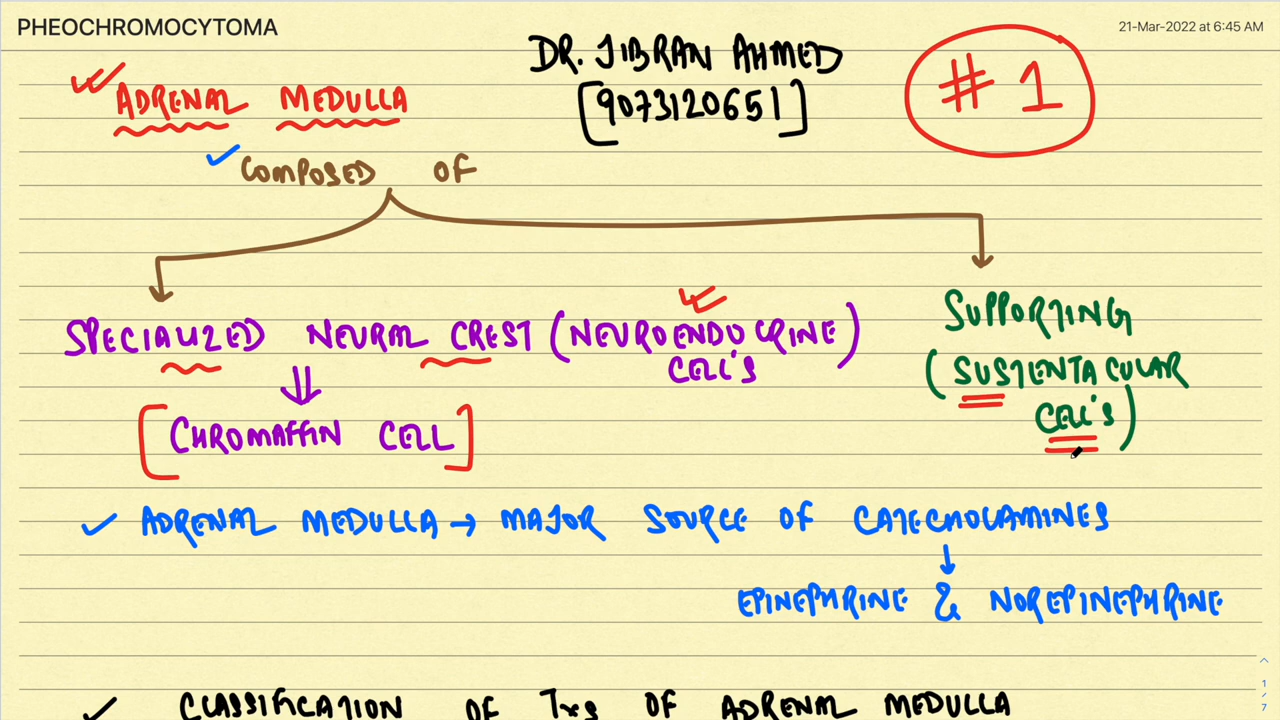 PHEOCHROMOCYTOMA
21-Mar-2022 at 6:45 AM
DR. JIBRAN AHMED
[9073120651]
# 1
ADRENAL MEDULLA
COMPOSED OF
SPECIALIZED NEURAL CREST (NEUROENDOCRINE)
CELL'S
[CHROMAFFIN CELL]
SUPPORTING
(SUSTENTACULAR
CELL'S)
ADRENAL MEDULLA → MAJOR SOURCE OF CATECHOLAMINES
↓
EPINEPHRINE & NOREPINEPHRINE
CLASSIFICATION OF TxS OF ADRENAL MEDULLA
1
/
7